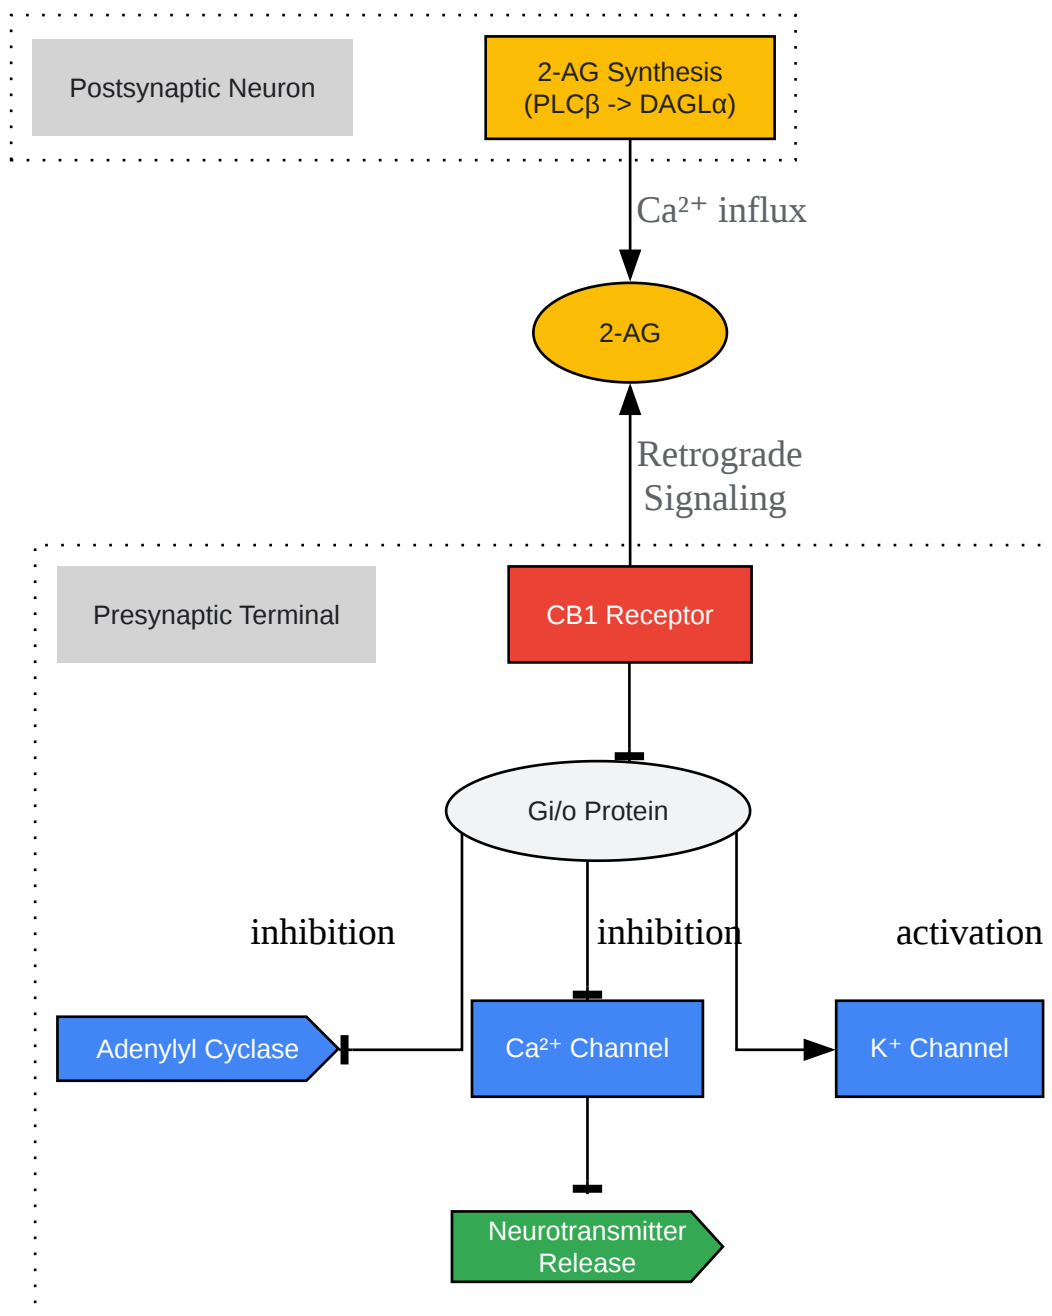 Postsynaptic Neuron
2-AG Synthesis
(PLCβ -> DAGLα)
Ca²⁺ influx
2-AG
Retrograde
Signaling
Presynaptic Terminal
CB1 Receptor
Gi/o Protein
inhibition
inhibition
activation
Adenylyl Cyclase
Ca²⁺ Channel
K⁺ Channel
Neurotransmitter
Release